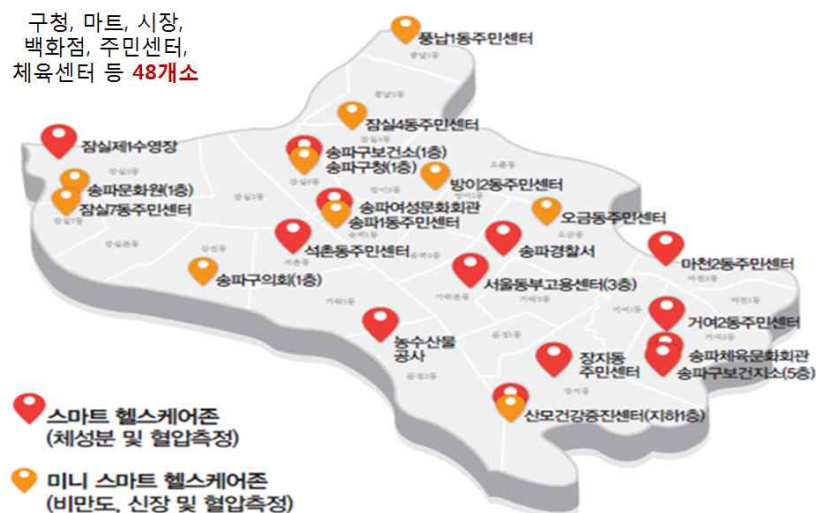 구청, 마트, 시장,
백화점, 주민센터,
체육센터 등 48개소
풍납1동주민센터
잠실4동주민센터
잠실제1수영장
송파구보건소(1층)
송파구청(1층)
방이2동주민센터
송파문화원(1층)
잠실7동주민센터
송파여성문화회관
송파1동주민센터
오금동주민센터
석촌동주민센터
송파경찰서
마천2동주민센터
송파구의회(1층)
서울동부고용센터(3층)
거여2동주민센터
농수산물
공사
장지동
주민센터
송파체육문화회관
송파구보건지소(5층)
산모건강증진센터(지하1층)
스마트 헬스케어존
(체성분 및 혈압측정)
미니 스마트 헬스케어존
(비만도, 신장 및 혈압측정)